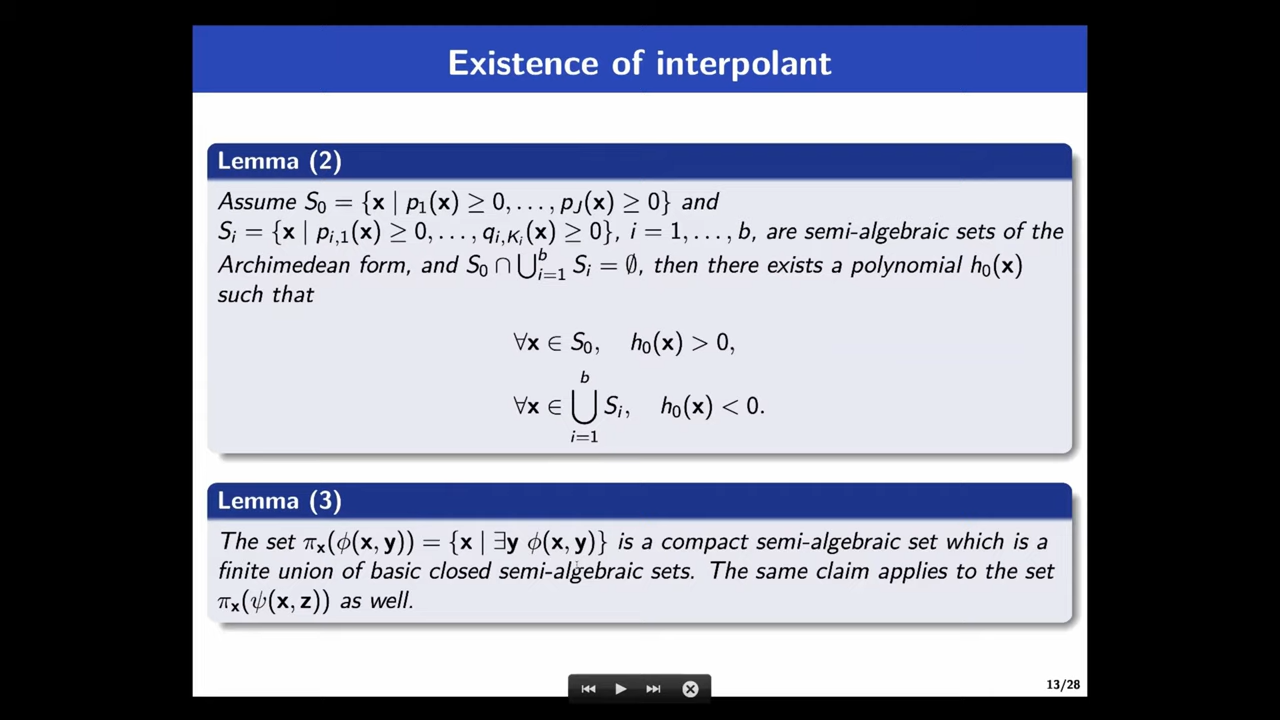 Existence of interpolant
Lemma (2)
Assume S₀ = {x | p₁(x) ≥ 0, . . . , p_J(x) ≥ 0} and
Sᵢ = {x | p_{i,1}(x) ≥ 0, . . . , q_{i,Kᵢ}(x) ≥ 0}, i = 1, . . . , b, are semi-algebraic sets of the
Archimedean form, and S₀ ∩ ⋃ᵇᵢ₌₁ Sᵢ = ∅, then there exists a polynomial h₀(x)
such that
∀x ∈ S₀, h₀(x) > 0,
∀x ∈ ⋃ᵇᵢ₌₁ Sᵢ, h₀(x) < 0.
Lemma (3)
The set π_x(ϕ(x, y)) = {x | ∃y ϕ(x, y)} is a compact semi-algebraic set which is a
finite union of basic closed semi-algebraic sets. The same claim applies to the set
π_x(ψ(x, z)) as well.
13/28